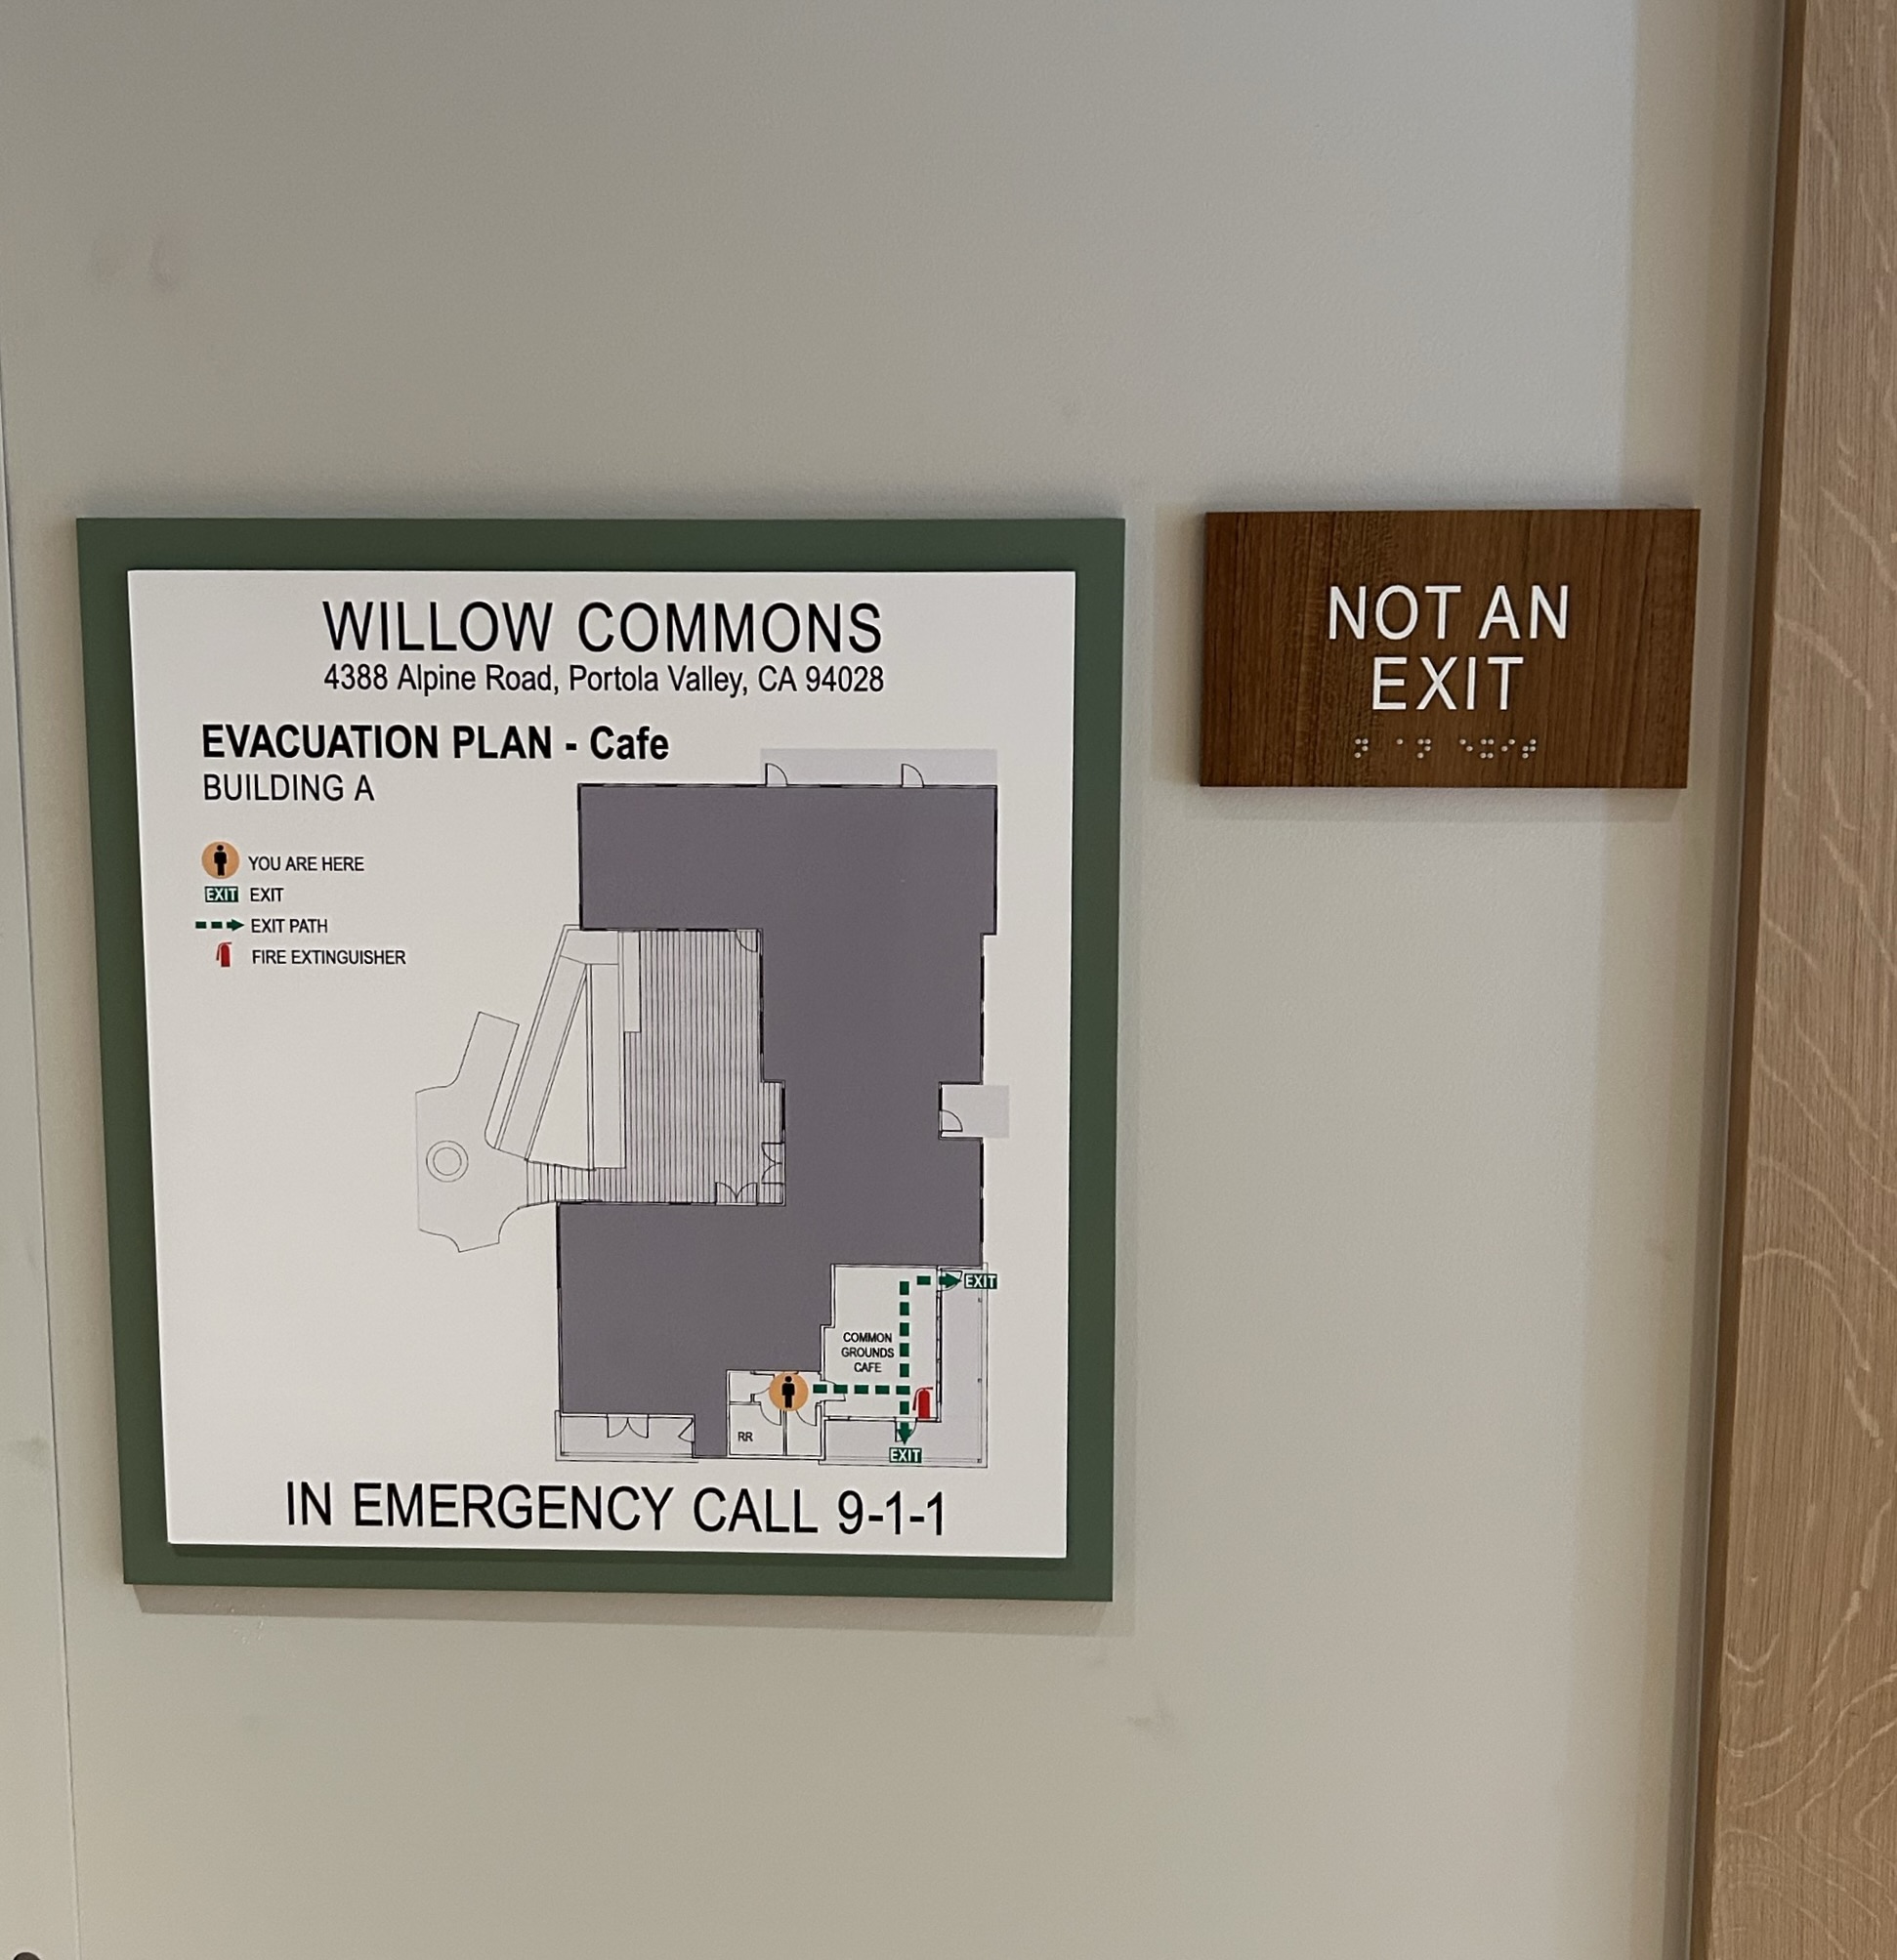 WILLOW COMMONS
4388 Alpine Road, Portola Valley, CA 94028
EVACUATION PLAN - Cafe
BUILDING A
YOU ARE HERE
EXIT EXIT
EXIT PATH
FIRE EXTINGUISHER
EXIT
COMMON
GROUNDS
CAFE
RR
EXIT
IN EMERGENCY CALL 9-1-1
NOT AN
EXIT
⠝ ⠁⠝ ⠑⠭⠊⠞